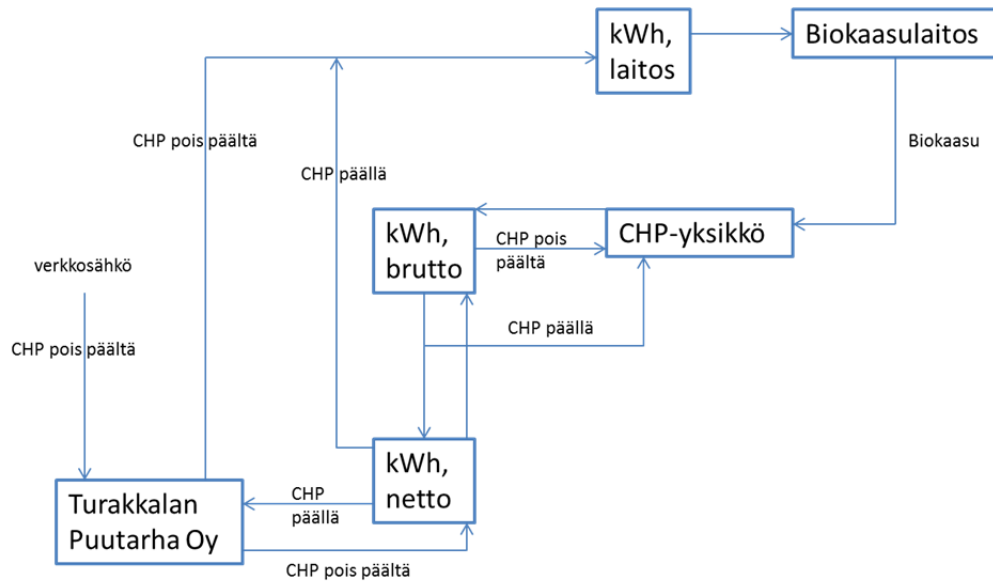 kWh,
laitos
Biokaasulaitos
CHP pois päältä
CHP päällä
Biokaasu
kWh,
brutto
CHP pois
päältä
CHP-yksikkö
verkkosähkö
CHP päällä
CHP pois päältä
kWh,
netto
Turakkalan
Puutarha Oy
CHP
päällä
CHP pois päältä